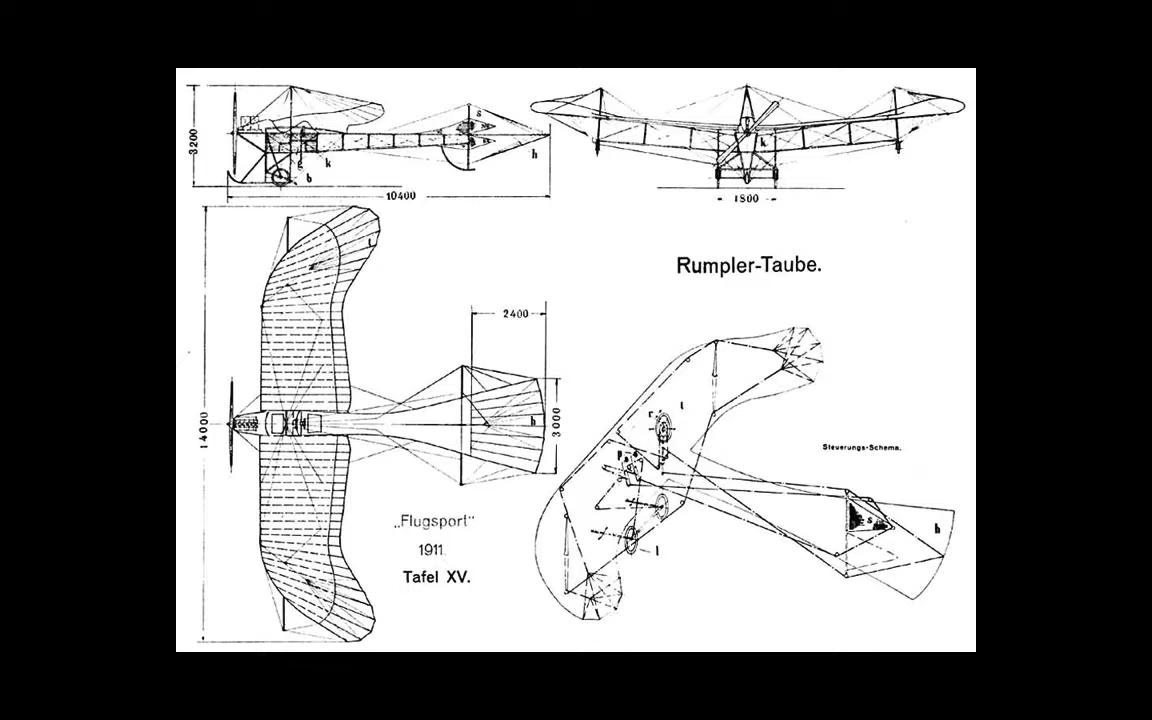 3200
s
h
g
k
b
10400
k
1800
Rumpler-Taube.
l
2400
14000
h
3000
r
l
Steuerungs-Schema.
p
s
h
l
„Flugsport“
1911.
Tafel XV.